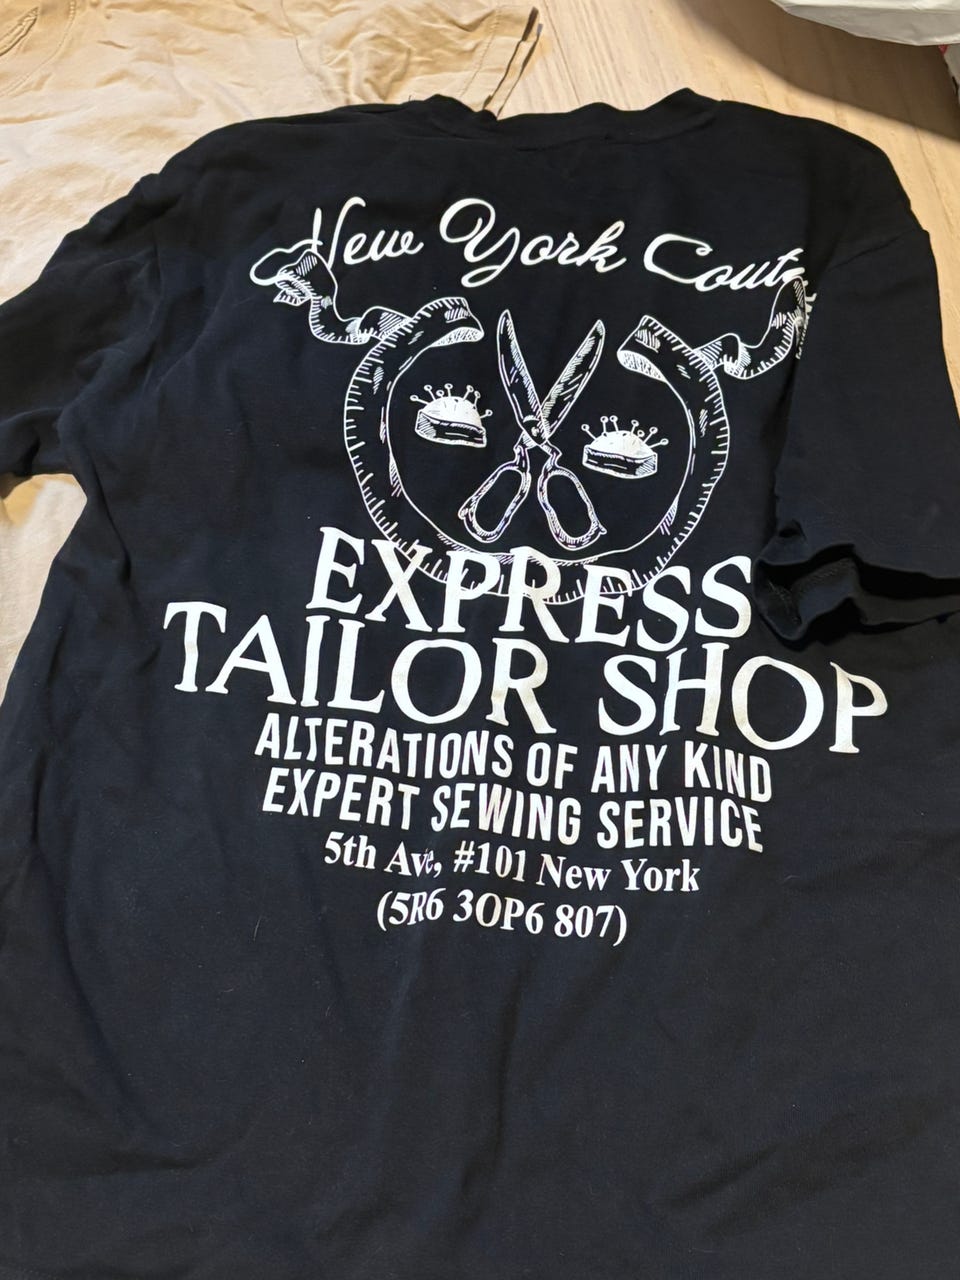 New York
EXPRESS
TAILOR SHOP
ALTERATIONS OF ANY KIND
EXPERT SEWING SERVICE
5th Ave, #101 New York
(5R6 3OP6 807)